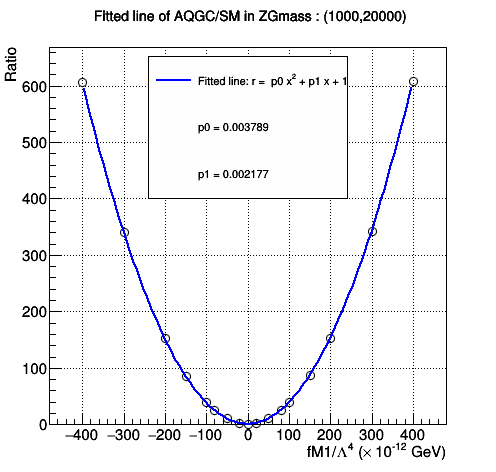 FItted line of AQGC/SM in ZGmass : (1000,20000)
Ratio
Fitted line: r = p0 x² + p1 x + 1
p0 = 0.003789
p1 = 0.002177
600
500
400
300
200
100
0
−400 −300 −200 −100 0 100 200 300 400
fM1/Λ⁴ (× 10⁻¹² GeV)